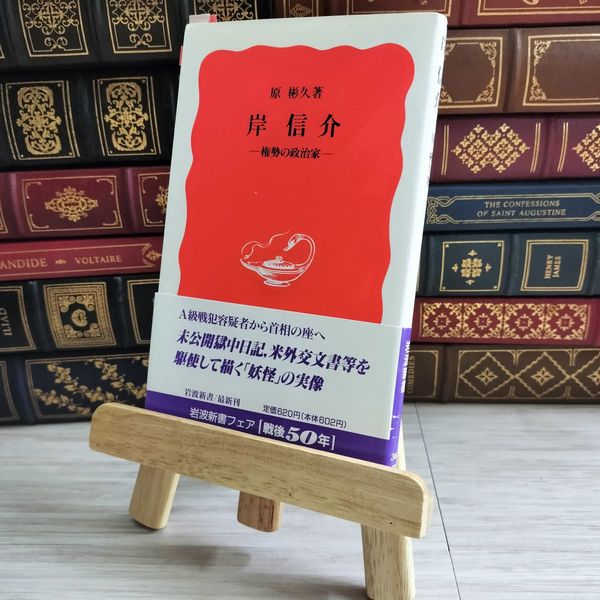 原 彬久著
岸 信 介
―権勢の政治家―
A級戦犯容疑者から首相の座へ
未公開獄中日記,米外交文書等を
駆使して描く「妖怪」の実像
岩波新書/最新刊
定価620円(本体602円)
岩波新書フェア[戦後50年]
CANDIDE VOLTAIRE
ILIAD
THE CONFESSIONS
OF SAINT AUGUSTINE
HENRY
JAMES